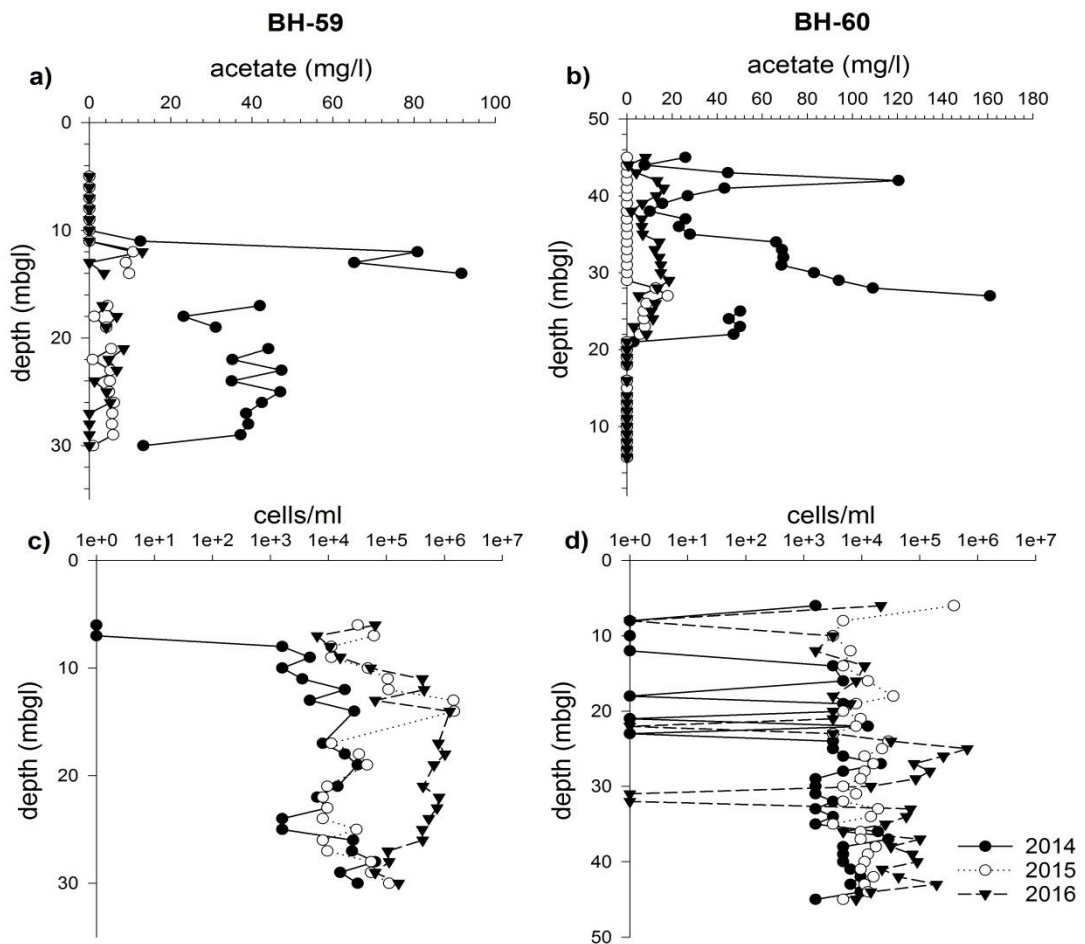 BH-59
BH-60
a)
acetate (mg/l)
0 20 40 60 80 100
depth (mbgl)
0
10
20
30
b)
acetate (mg/l)
0 20 40 60 80 100 120 140 160 180
depth (mbgl)
50
40
30
20
10
c)
cells/ml
1e+0 1e+1 1e+2 1e+3 1e+4 1e+5 1e+6 1e+7
depth (mbgl)
0
10
20
30
d)
cells/ml
1e+0 1e+1 1e+2 1e+3 1e+4 1e+5 1e+6 1e+7
depth (mbgl)
0
10
20
30
40
50
2014
2015
2016